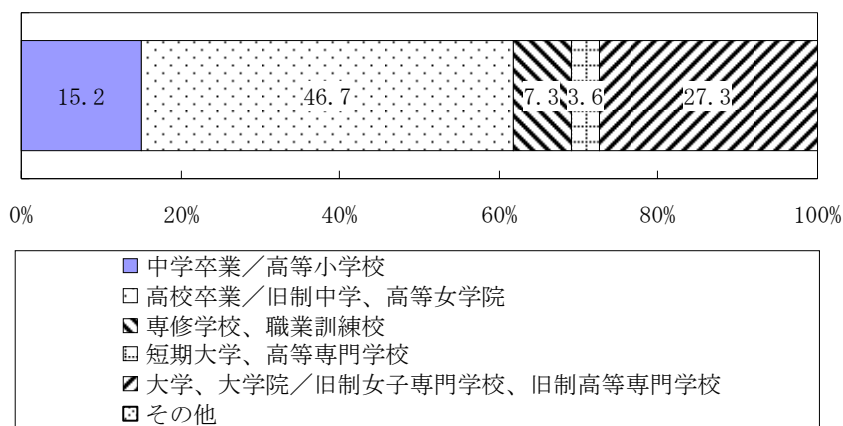 15.2 46.7 7.3 3.6 27.3
0% 20% 40% 60% 80% 100%
中学卒業／高等小学校
高校卒業／旧制中学、高等女学院
専修学校、職業訓練校
短期大学、高等専門学校
大学、大学院／旧制女子専門学校、旧制高等専門学校
その他